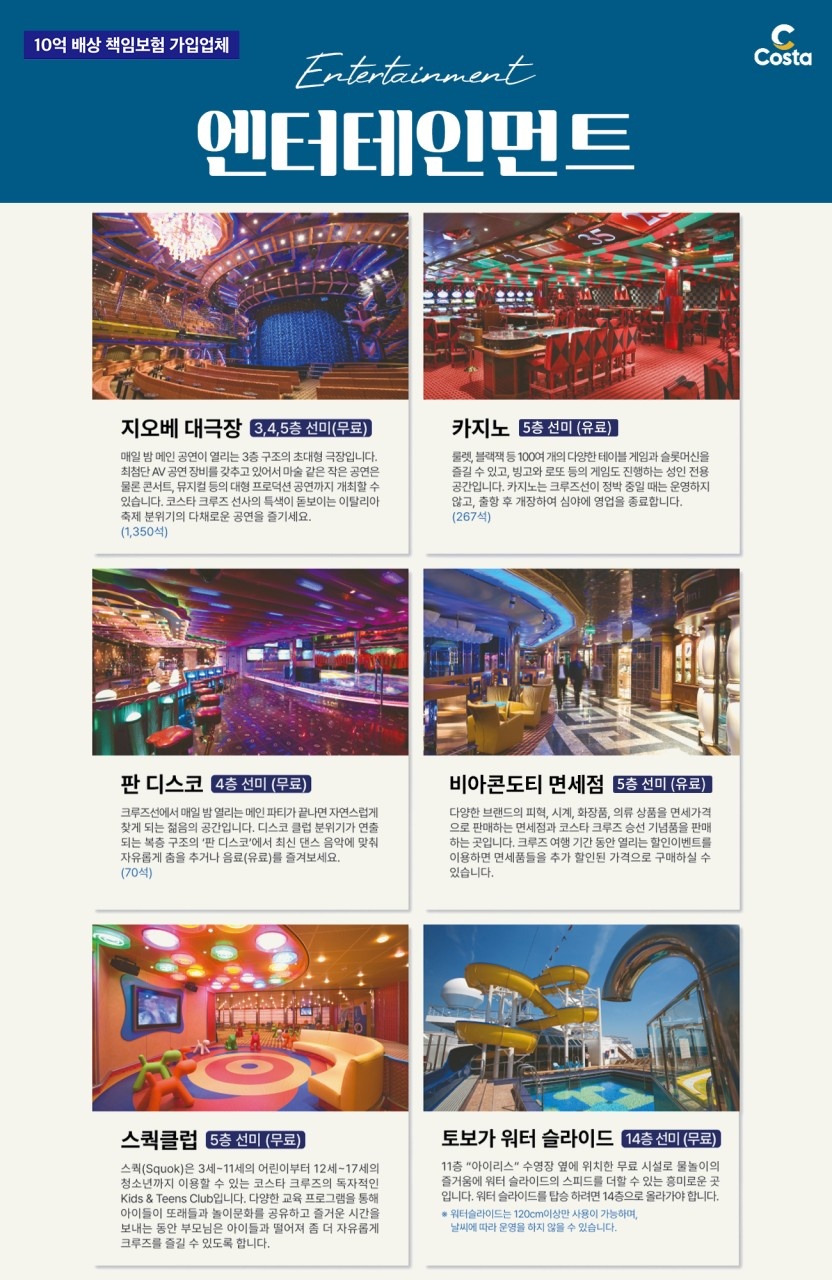 10억 배상 책임보험 가입업체
Costa
Entertainment
엔터테인먼트
지오베 대극장 3,4,5층 선미(무료)
매일 밤 메인 공연이 열리는 3층 구조의 초대형 극장입니다.
최첨단 AV 공연 장비를 갖추고 있어서 마술 같은 작은 공연은
물론 콘서트, 뮤지컬 등의 대형 프로덕션 공연까지 개최할 수
있습니다. 코스타 크루즈 선사의 특색이 돋보이는 이탈리아
축제 분위기의 다채로운 공연을 즐기세요.
(1,350석)
카지노 5층 선미 (유료)
룰렛, 블랙잭 등 100여 개의 다양한 테이블 게임과 슬롯머신을
즐길 수 있고, 빙고와 로또 등의 게임도 진행하는 성인 전용
공간입니다. 카지노는 크루즈선이 정박 중일 때는 운영하지
않고, 출항 후 개장하여 심야에 영업을 종료합니다.
(267석)
판 디스코 4층 선미 (무료)
크루즈선에서 매일 밤 열리는 메인 파티가 끝나면 자연스럽게
찾게 되는 젊음의 공간입니다. 디스코 클럽 분위기가 연출
되는 복층 구조의 ‘판 디스코’에서 최신 댄스 음악에 맞춰
자유롭게 춤을 추거나 음료(유료)를 즐겨보세요.
(70석)
비아콘도티 면세점 5층 선미 (유료)
다양한 브랜드의 피혁, 시계, 화장품, 의류 상품을 면세가격
으로 판매하는 면세점과 코스타 크루즈 승선 기념품을 판매
하는 곳입니다. 크루즈 여행 기간 동안 열리는 할인이벤트를
이용하면 면세품들을 추가 할인된 가격으로 구매하실 수
있습니다.
스쿽클럽 5층 선미 (무료)
스쿽(Squok)은 3세~11세의 어린이부터 12세~17세의
청소년까지 이용할 수 있는 코스타 크루즈의 독자적인
Kids & Teens Club입니다. 다양한 교육 프로그램을 통해
아이들이 또래들과 놀이문화를 공유하고 즐거운 시간을
보내는 동안 부모님은 아이들과 떨어져 좀 더 자유롭게
크루즈를 즐길 수 있도록 합니다.
토보가 워터 슬라이드 14층 선미 (무료)
11층 “아이리스” 수영장 옆에 위치한 무료 시설로 물놀이의
즐거움에 워터 슬라이드의 스피드를 더할 수 있는 흥미로운 곳
입니다. 워터 슬라이드를 탑승 하려면 14층으로 올라가야 합니다.
※ 워터슬라이드는 120cm이상만 사용이 가능하며,
날씨에 따라 운영을 하지 않을 수 있습니다.